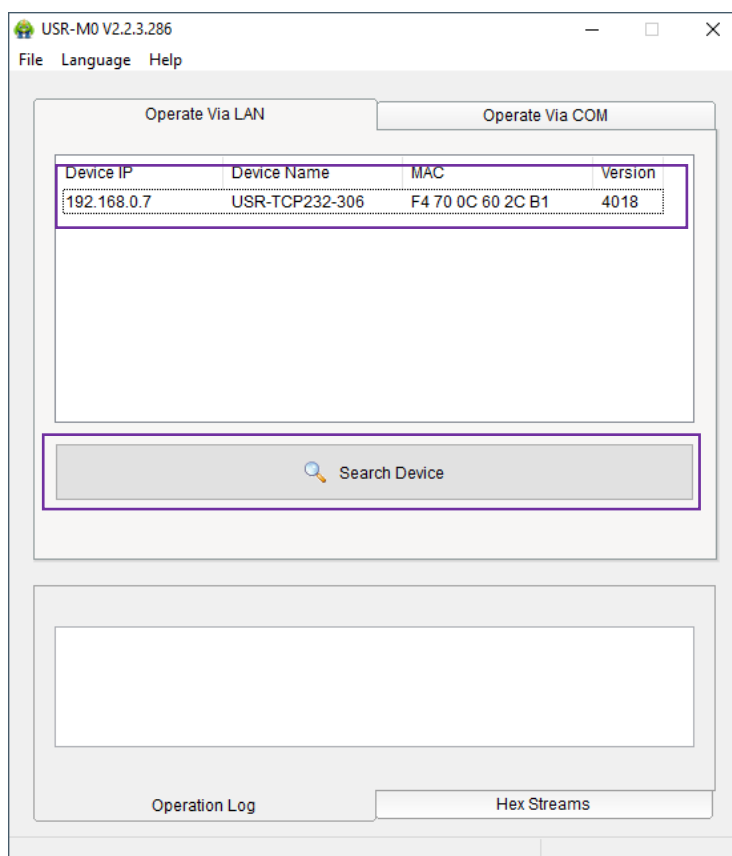 USR-M0 V2.2.3.286
File Language Help
Operate Via LAN Operate Via COM
Device IP Device Name MAC Version
192.168.0.7 USR-TCP232-306 F4 70 0C 60 2C B1 4018
Search Device
Operation Log Hex Streams